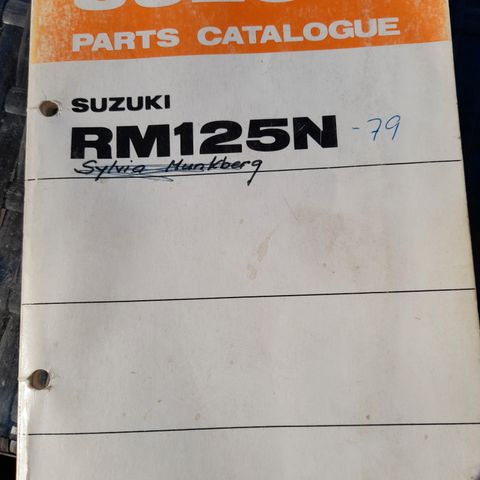 PARTS CATALOGUE
SUZUKI
RM125N -79
Sylvia Munkberg